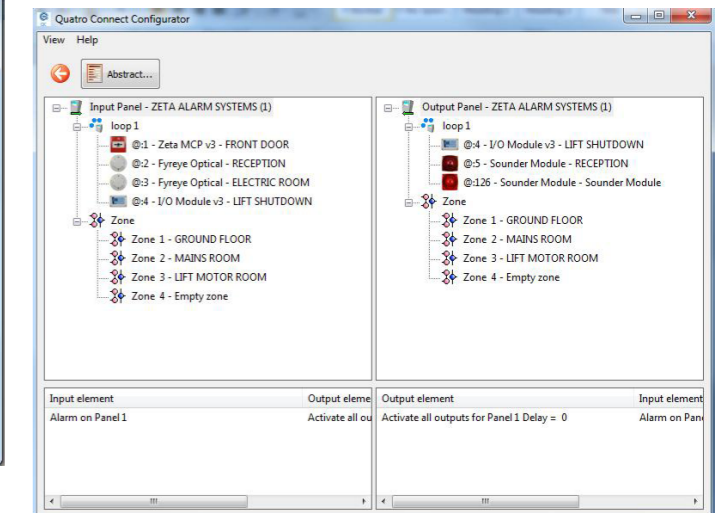 Quatro Connect Configurator
View Help
Abstract...
Input Panel - ZETA ALARM SYSTEMS (1)
loop 1
@:1 - Zeta MCP v3 - FRONT DOOR
@:2 - Fyreye Optical - RECEPTION
@:3 - Fyreye Optical - ELECTRIC ROOM
@:4 - I/O Module v3 - LIFT SHUTDOWN
Zone
Zone 1 - GROUND FLOOR
Zone 2 - MAINS ROOM
Zone 3 - LIFT MOTOR ROOM
Zone 4 - Empty zone
Output Panel - ZETA ALARM SYSTEMS (1)
loop 1
@:4 - I/O Module v3 - LIFT SHUTDOWN
@:5 - Sounder Module - RECEPTION
@:126 - Sounder Module - Sounder Module
Zone
Zone 1 - GROUND FLOOR
Zone 2 - MAINS ROOM
Zone 3 - LIFT MOTOR ROOM
Zone 4 - Empty zone
Input element Output eleme
Alarm on Panel 1 Activate all ou
Output element Input element
Activate all outputs for Panel 1 Delay = 0 Alarm on Pan